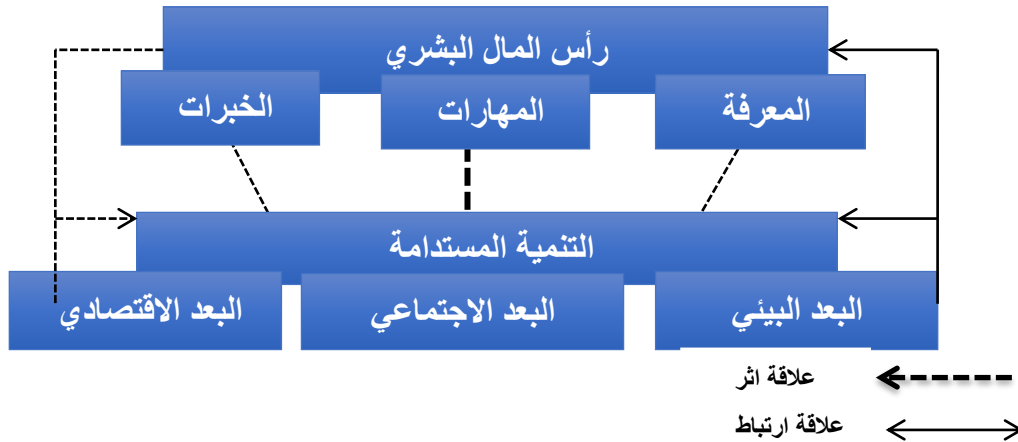 رأس المال البشري
المعرفة
المهارات
الخبرات
التنمية المستدامة
البعد البيئي
البعد الاجتماعي
البعد الاقتصادي
علاقة اثر
علاقة ارتباط